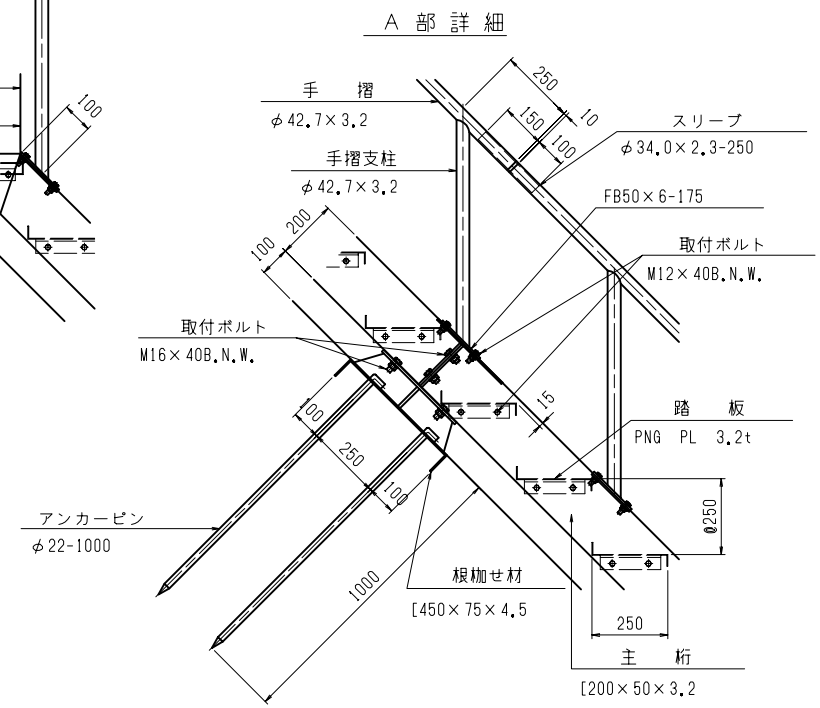 A 部 詳 細
100
手 摺
φ42.7×3.2
手摺支柱
φ42.7×3.2
250
150
10
100
スリーブ
φ34.0×2.3-250
FB50×6-175
取付ボルト
M12×40B.N.W.
200
100
取付ボルト
M16×40B.N.W.
15
踏 板
PNG PL 3.2t
100
250
100
@250
アンカーピン
φ22-1000
1000
根枷せ材
[450×75×4.5
250
主 桁
[200×50×3.2